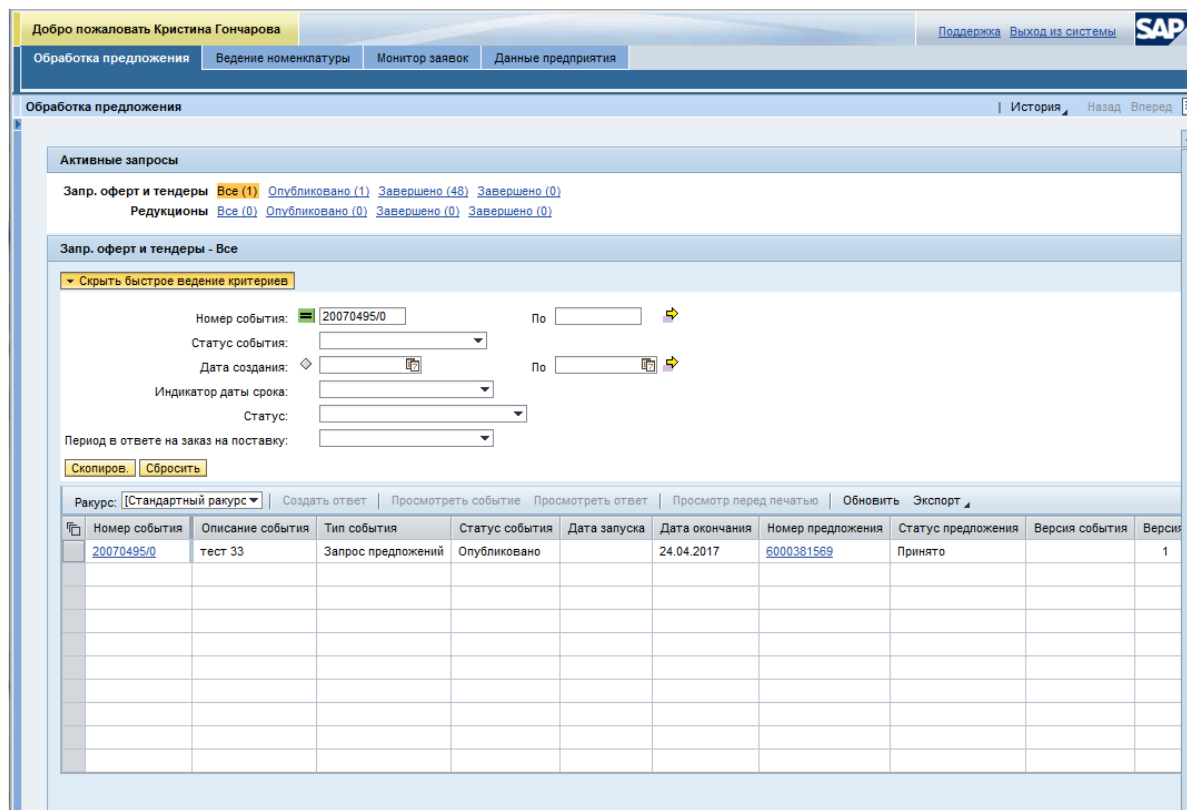 Добро пожаловать Кристина Гончарова
Поддержка Выход из системы SAP
Обработка предложения Ведение номенклатуры Монитор заявок Данные предприятия
Обработка предложения | История Назад Вперед
Активные запросы
Запр. оферт и тендеры Все (1) Опубликовано (1) Завершено (48) Завершено (0)
Редукционы Все (0) Опубликовано (0) Завершено (0) Завершено (0)
Запр. оферт и тендеры - Все
Скрыть быстрое ведение критериев
Номер события: 20070495/0 По
Статус события:
Дата создания: По
Индикатор даты срока:
Статус:
Период в ответе на заказ на поставку:
Скопиров. Сбросить
Ракурс: [Стандартный ракурс | Создать ответ | Просмотреть событие Просмотреть ответ | Просмотр перед печатью | Обновить Экспорт
Номер события Описание события Тип события Статус события Дата запуска Дата окончания Номер предложения Статус предложения Версия события Версия
20070495/0 тест 33 Запрос предложений Опубликовано 24.04.2017 6000381569 Принято 1